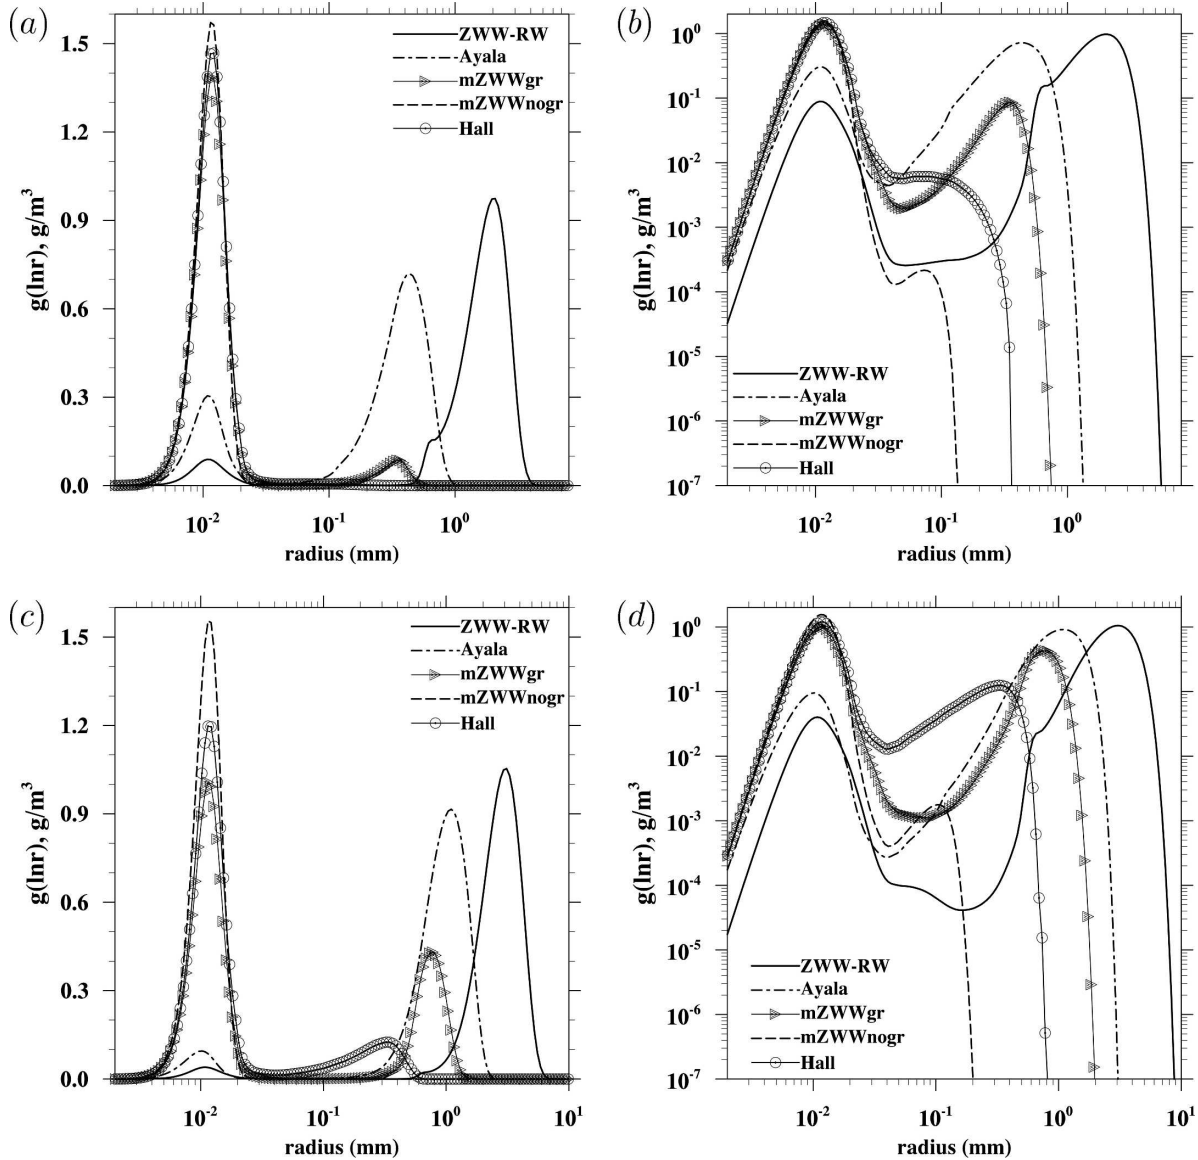 (a)
g(lnr), g/m³
1.5
1.2
0.9
0.6
0.3
0.0
ZWW-RW
Ayala
mZWWgr
mZWWnogr
Hall
10⁻² 10⁻¹ 10⁰
radius (mm)
(b)
g(lnr), g/m³
10⁰
10⁻¹
10⁻²
10⁻³
10⁻⁴
10⁻⁵
10⁻⁶
10⁻⁷
ZWW-RW
Ayala
mZWWgr
mZWWnogr
Hall
10⁻² 10⁻¹ 10⁰
radius (mm)
(c)
g(lnr), g/m³
1.5
1.2
0.9
0.6
0.3
0.0
ZWW-RW
Ayala
mZWWgr
mZWWnogr
Hall
10⁻² 10⁻¹ 10⁰ 10¹
radius (mm)
(d)
g(lnr), g/m³
10⁰
10⁻¹
10⁻²
10⁻³
10⁻⁴
10⁻⁵
10⁻⁶
10⁻⁷
ZWW-RW
Ayala
mZWWgr
mZWWnogr
Hall
10⁻² 10⁻¹ 10⁰ 10¹
radius (mm)